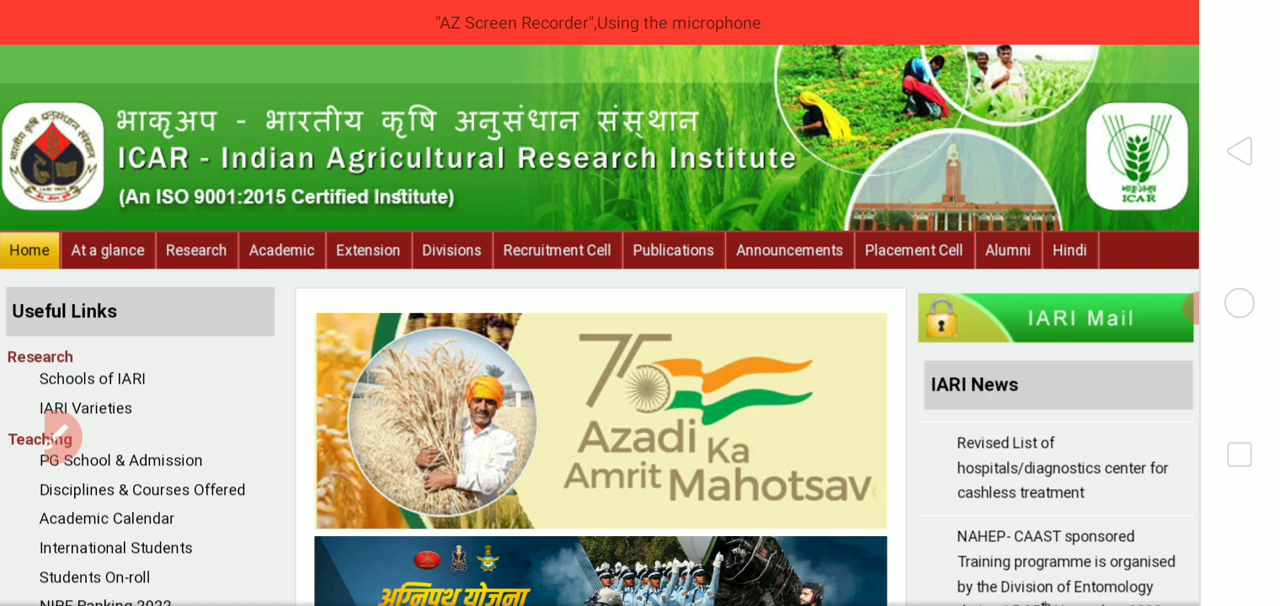 "AZ Screen Recorder",Using the microphone
भाकृअप - भारतीय कृषि अनुसंधान संस्थान
ICAR - Indian Agricultural Research Institute
(An ISO 9001:2015 Certified Institute)
ICAR
Home At a glance Research Academic Extension Divisions Recruitment Cell Publications Announcements Placement Cell Alumni Hindi
Useful Links
Research
Schools of IARI
IARI Varieties
Teaching
PG School & Admission
Disciplines & Courses Offered
Academic Calendar
International Students
Students On-roll
NIRF Ranking 2022
75
Azadi Ka
Amrit Mahotsav
अग्निपथ योजना
IARI Mail
IARI News
Revised List of
hospitals/diagnostics center for
cashless treatment
NAHEP- CAAST sponsored
Training programme is organised
by the Division of Entomology